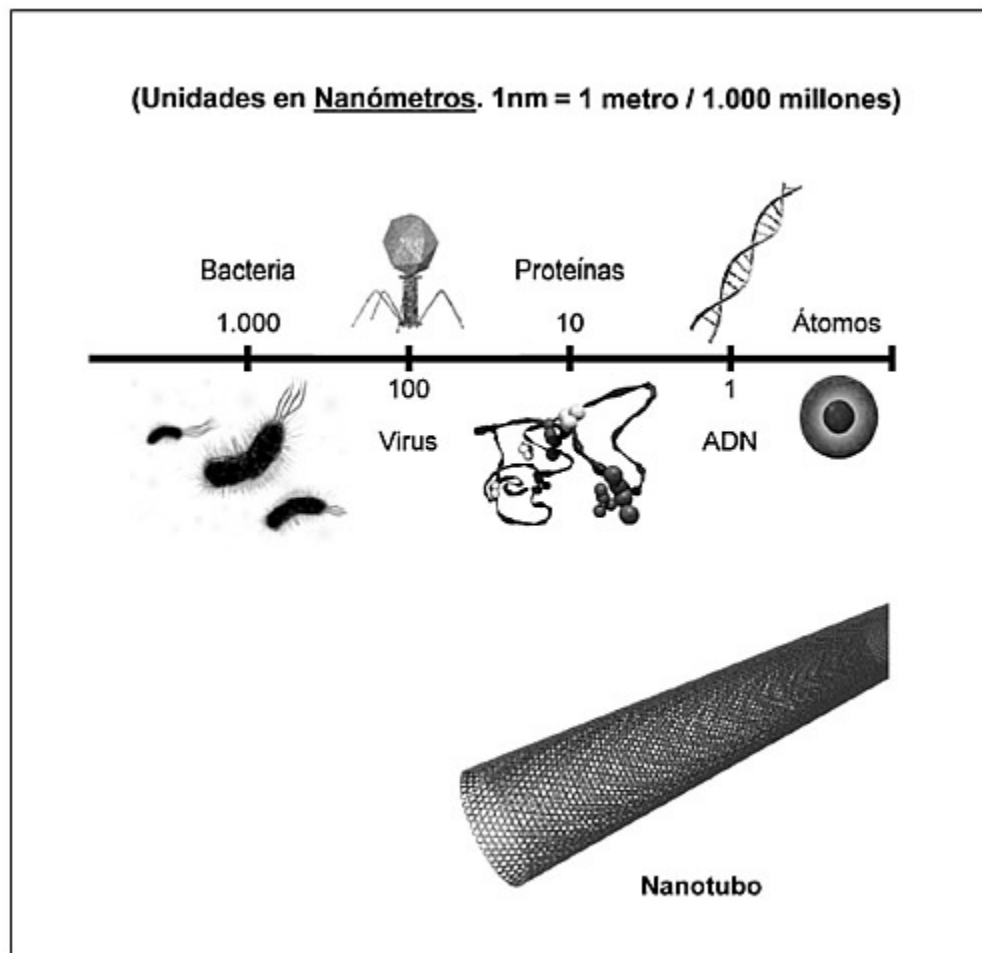 (Unidades en Nanómetros. 1nm = 1 metro / 1.000 millones)
Bacteria
Proteínas
1.000
10
Átomos
100
1
Virus
ADN
Nanotubo